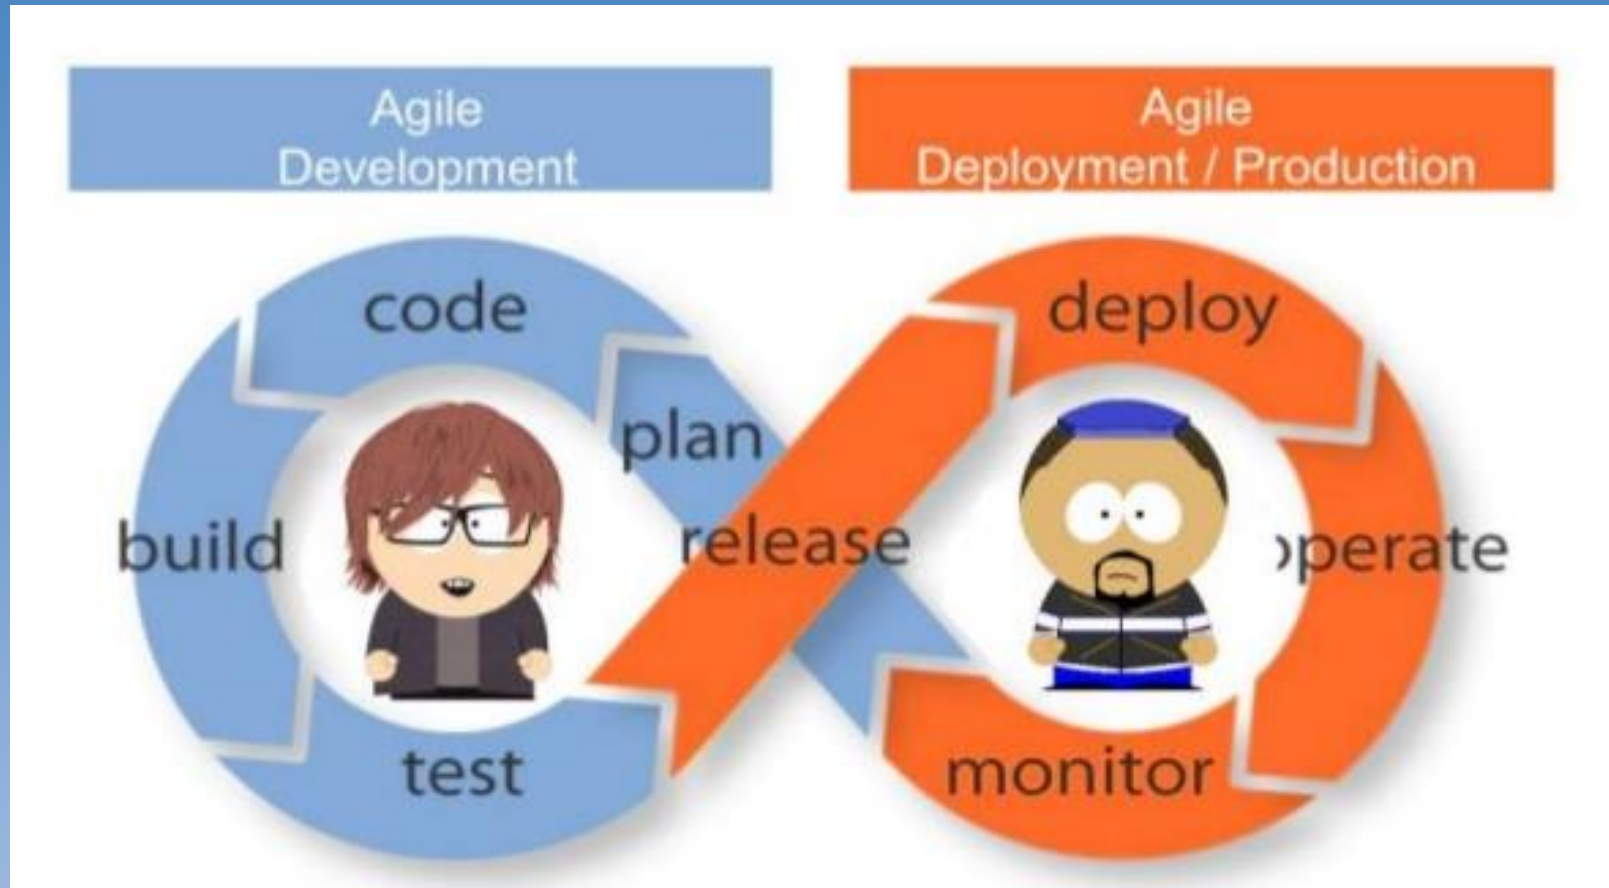 Agile
Development
Agile
Deployment / Production
code
deploy
plan
build
release
operate
test
monitor